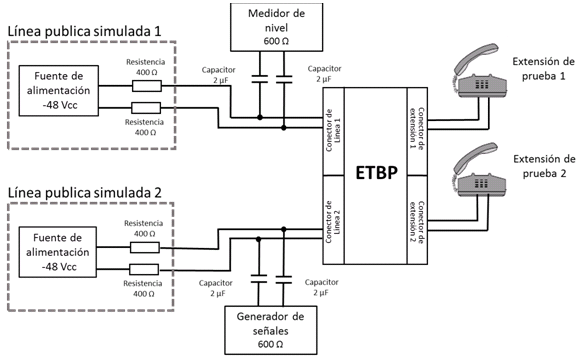 Línea publica simulada 1
Fuente de
alimentación
-48 Vcc
Resistencia
400 Ω
Resistencia
400 Ω
Medidor de
nivel
600 Ω
Capacitor
2 µF
Capacitor
2 µF
Conector de
Línea 1
ETBP
Conector de
extensión 1
Extensión de
prueba 1
Línea publica simulada 2
Fuente de
alimentación
-48 Vcc
Resistencia
400 Ω
Resistencia
400 Ω
Capacitor
2 µF
Capacitor
2 µF
Generador de
señales
600 Ω
Conector de
Línea 2
Conector de
extensión 2
Extensión de
prueba 2